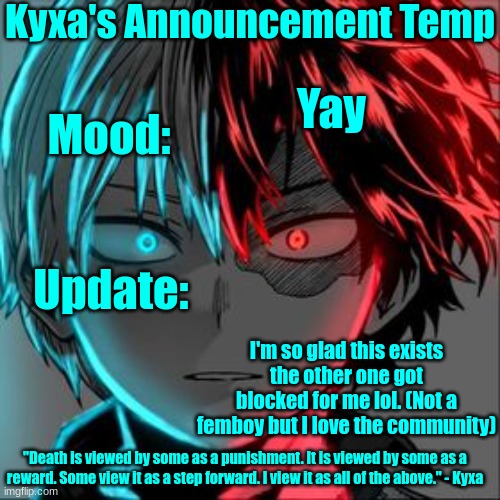 Kyxa's Announcement Temp
Yay
Mood:
Update:
I'm so glad this exists
the other one got
blocked for me lol. (Not a
femboy but I love the community)
"Death is viewed by some as a punishment. It is viewed by some as a
reward. Some view it as a step forward. I view it as all of the above." - Kyxa
imgflip.com